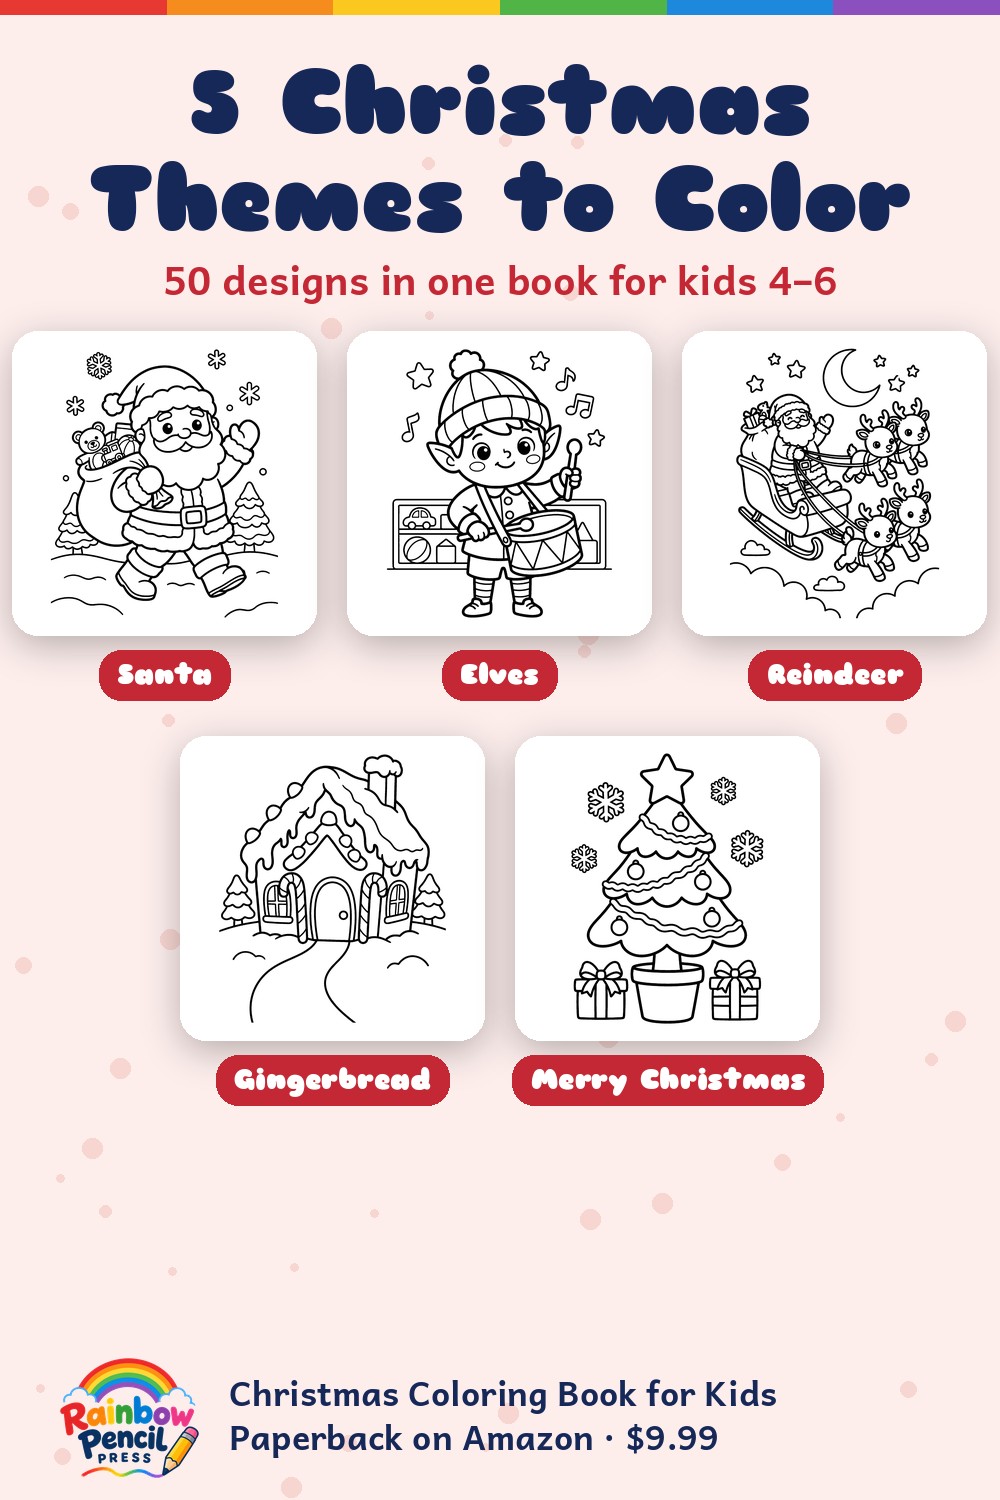 5 Christmas
Themes to Color
50 designs in one book for kids 4–6
Santa
Elves
Reindeer
Gingerbread
Merry Christmas
Rainbow
Pencil
PRESS
Christmas Coloring Book for Kids
Paperback on Amazon · $9.99